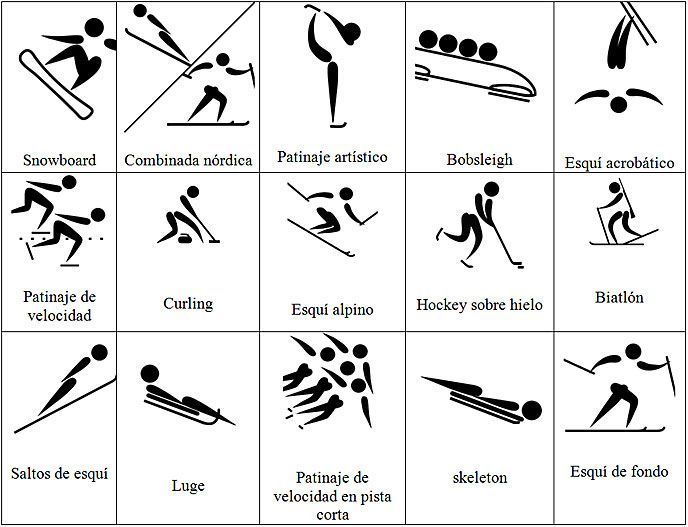 Snowboard
Combinada nórdica
Patinaje artístico
Bobsleigh
Esquí acrobático
Patinaje de
velocidad
Curling
Esquí alpino
Hockey sobre hielo
Biatlón
Saltos de esquí
Luge
Patinaje de
velocidad en pista
corta
skeleton
Esquí de fondo